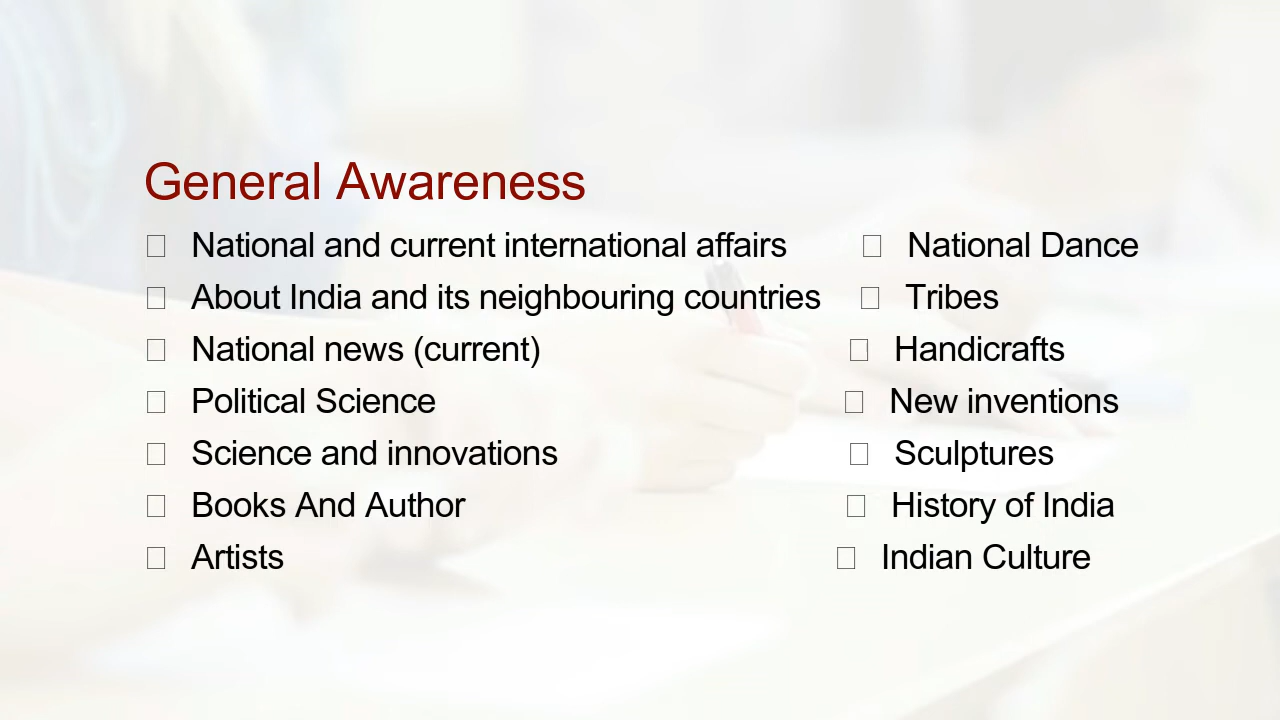 General Awareness
National and current international affairs National Dance
About India and its neighbouring countries Tribes
National news (current) Handicrafts
Political Science New inventions
Science and innovations Sculptures
Books And Author History of India
Artists Indian Culture